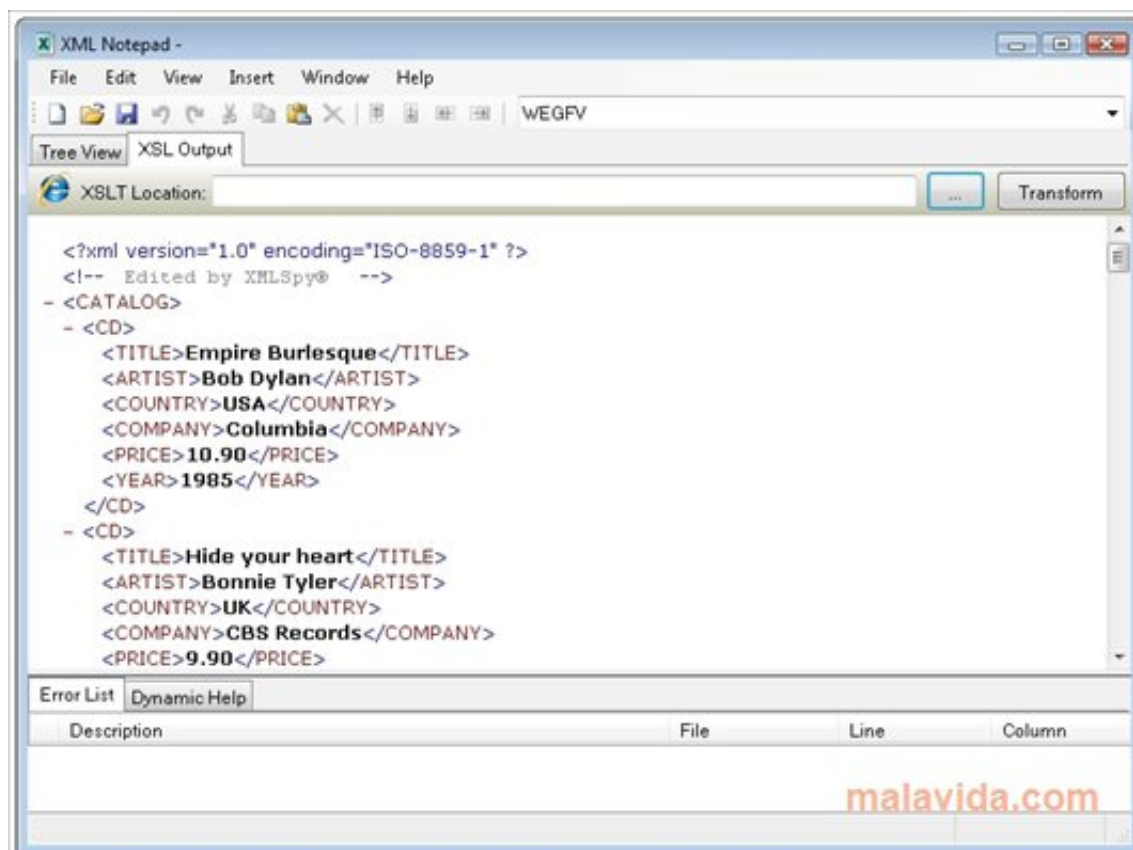 XML Notepad -
File Edit View Insert Window Help
WEGFV
Tree View XSL Output
XSLT Location: ... Transform
<?xml version="1.0" encoding="ISO-8859-1" ?>
<!-- Edited by XMLSpy® -->
- <CATALOG>
- <CD>
<TITLE>Empire Burlesque</TITLE>
<ARTIST>Bob Dylan</ARTIST>
<COUNTRY>USA</COUNTRY>
<COMPANY>Columbia</COMPANY>
<PRICE>10.90</PRICE>
<YEAR>1985</YEAR>
</CD>
- <CD>
<TITLE>Hide your heart</TITLE>
<ARTIST>Bonnie Tyler</ARTIST>
<COUNTRY>UK</COUNTRY>
<COMPANY>CBS Records</COMPANY>
<PRICE>9.90</PRICE>
Error List Dynamic Help
Description File Line Column
malavida.com